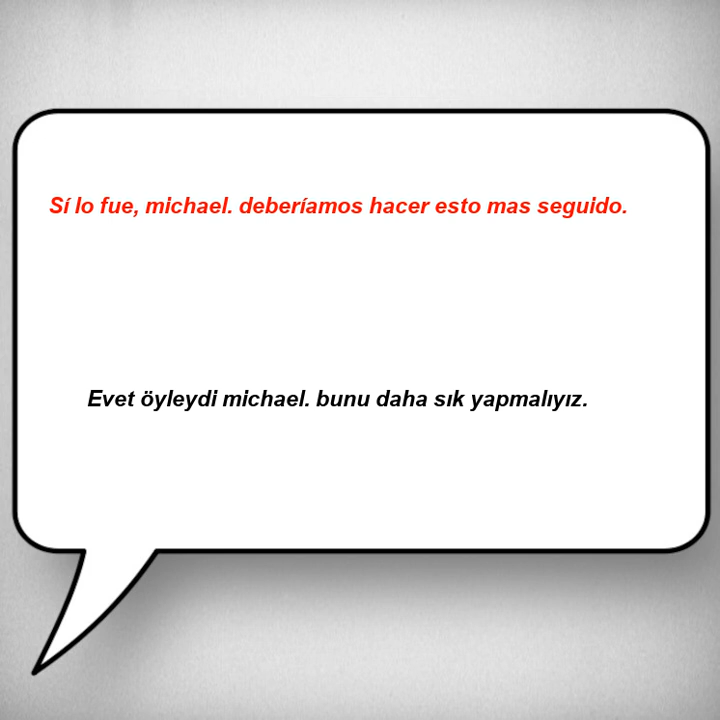 Sí lo fue, michael. deberíamos hacer esto mas seguido.
Evet öyleydi michael. bunu daha sık yapmalıyız.